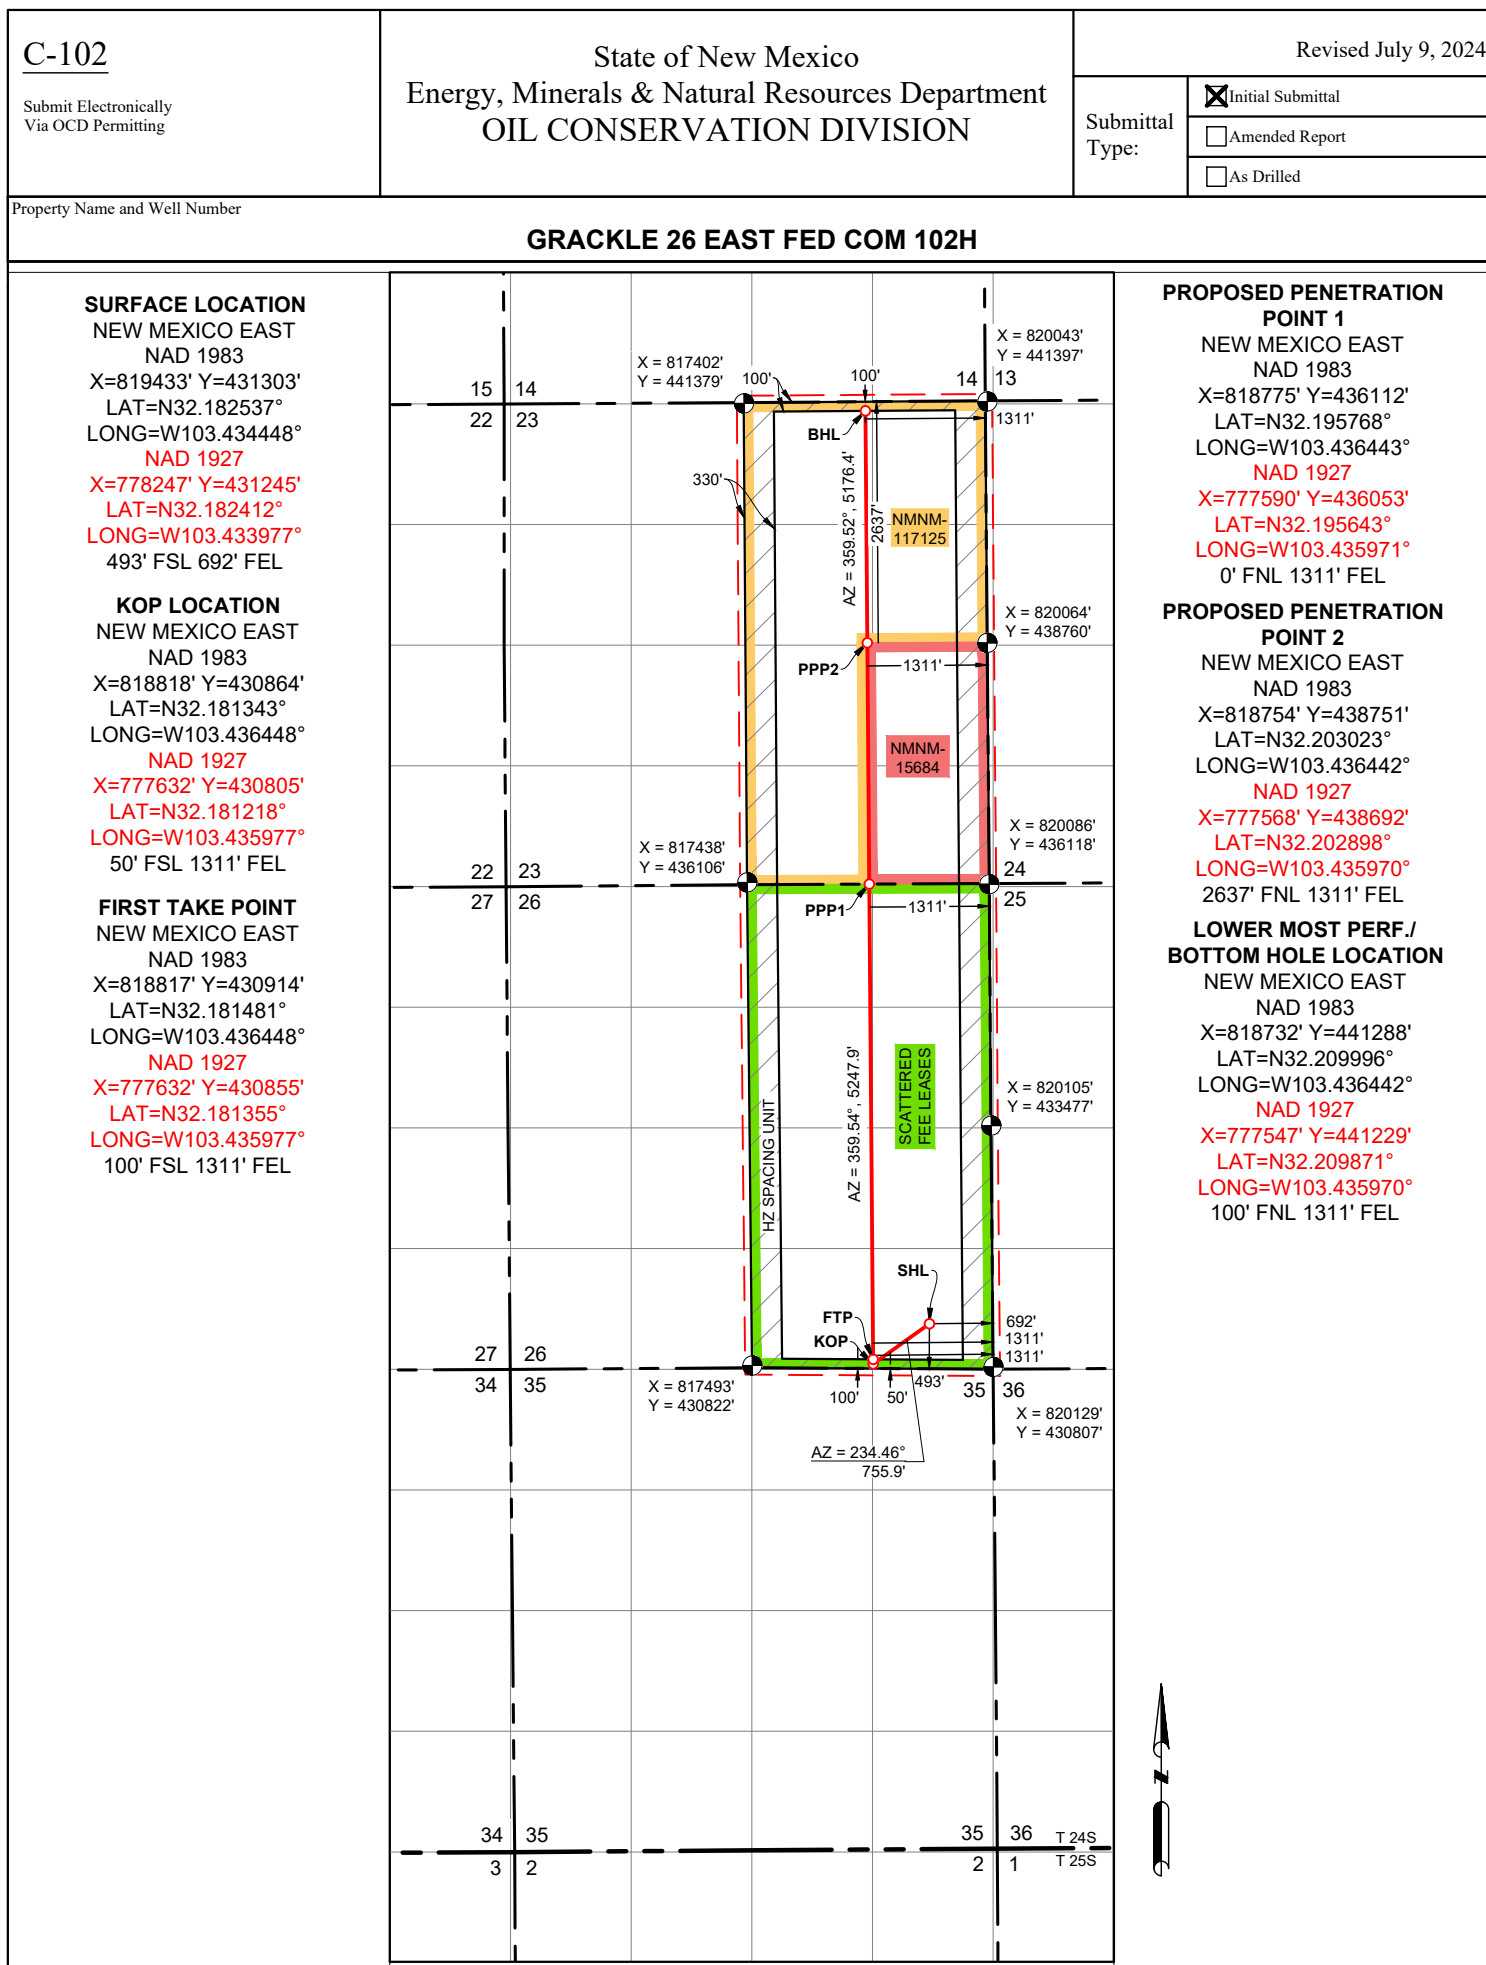 C-102
Submit Electronically
Via OCD Permitting
State of New Mexico
Energy, Minerals & Natural Resources Department
OIL CONSERVATION DIVISION
Revised July 9, 2024
Submittal
Type:
Initial Submittal
Amended Report
As Drilled
Property Name and Well Number
GRACKLE 26 EAST FED COM 102H
SURFACE LOCATION
NEW MEXICO EAST
NAD 1983
X=819433' Y=431303'
LAT=N32.182537°
LONG=W103.434448°
NAD 1927
X=778247' Y=431245'
LAT=N32.182412°
LONG=W103.433977°
493' FSL 692' FEL
KOP LOCATION
NEW MEXICO EAST
NAD 1983
X=818818' Y=430864'
LAT=N32.181343°
LONG=W103.436448°
NAD 1927
X=777632' Y=430805'
LAT=N32.181218°
LONG=W103.435977°
50' FSL 1311' FEL
FIRST TAKE POINT
NEW MEXICO EAST
NAD 1983
X=818817' Y=430914'
LAT=N32.181481°
LONG=W103.436448°
NAD 1927
X=777632' Y=430855'
LAT=N32.181355°
LONG=W103.435977°
100' FSL 1311' FEL
X = 817402'
Y = 441379'
X = 820043'
Y = 441397'
15 14
22 23
100'
100'
14 13
1311'
BHL
330'
AZ = 359.52°, 5176.4'
2637'
NMNM-
117125
X = 820064'
Y = 438760'
PPP2
1311'
NMNM-
15684
X = 817438'
Y = 436106'
X = 820086'
Y = 436118'
22 23
27 26
24
25
PPP1
1311'
AZ = 359.54°, 5247.9'
SCATTERED
FEE LEASES
X = 820105'
Y = 433477'
HZ SPACING UNIT
SHL
FTP
KOP
692'
1311'
1311'
27 26
34 35
493'
100'
50'
35 36
X = 817493'
Y = 430822'
X = 820129'
Y = 430807'
AZ = 234.46°
755.9'
34 35
3 2
35 36
2 1
T 24S
T 25S
PROPOSED PENETRATION
POINT 1
NEW MEXICO EAST
NAD 1983
X=818775' Y=436112'
LAT=N32.195768°
LONG=W103.436443°
NAD 1927
X=777590' Y=436053'
LAT=N32.195643°
LONG=W103.435971°
0' FNL 1311' FEL
PROPOSED PENETRATION
POINT 2
NEW MEXICO EAST
NAD 1983
X=818754' Y=438751'
LAT=N32.203023°
LONG=W103.436442°
NAD 1927
X=777568' Y=438692'
LAT=N32.202898°
LONG=W103.435970°
2637' FNL 1311' FEL
LOWER MOST PERF./
BOTTOM HOLE LOCATION
NEW MEXICO EAST
NAD 1983
X=818732' Y=441288'
LAT=N32.209996°
LONG=W103.436442°
NAD 1927
X=777547' Y=441229'
LAT=N32.209871°
LONG=W103.435970°
100' FNL 1311' FEL
N